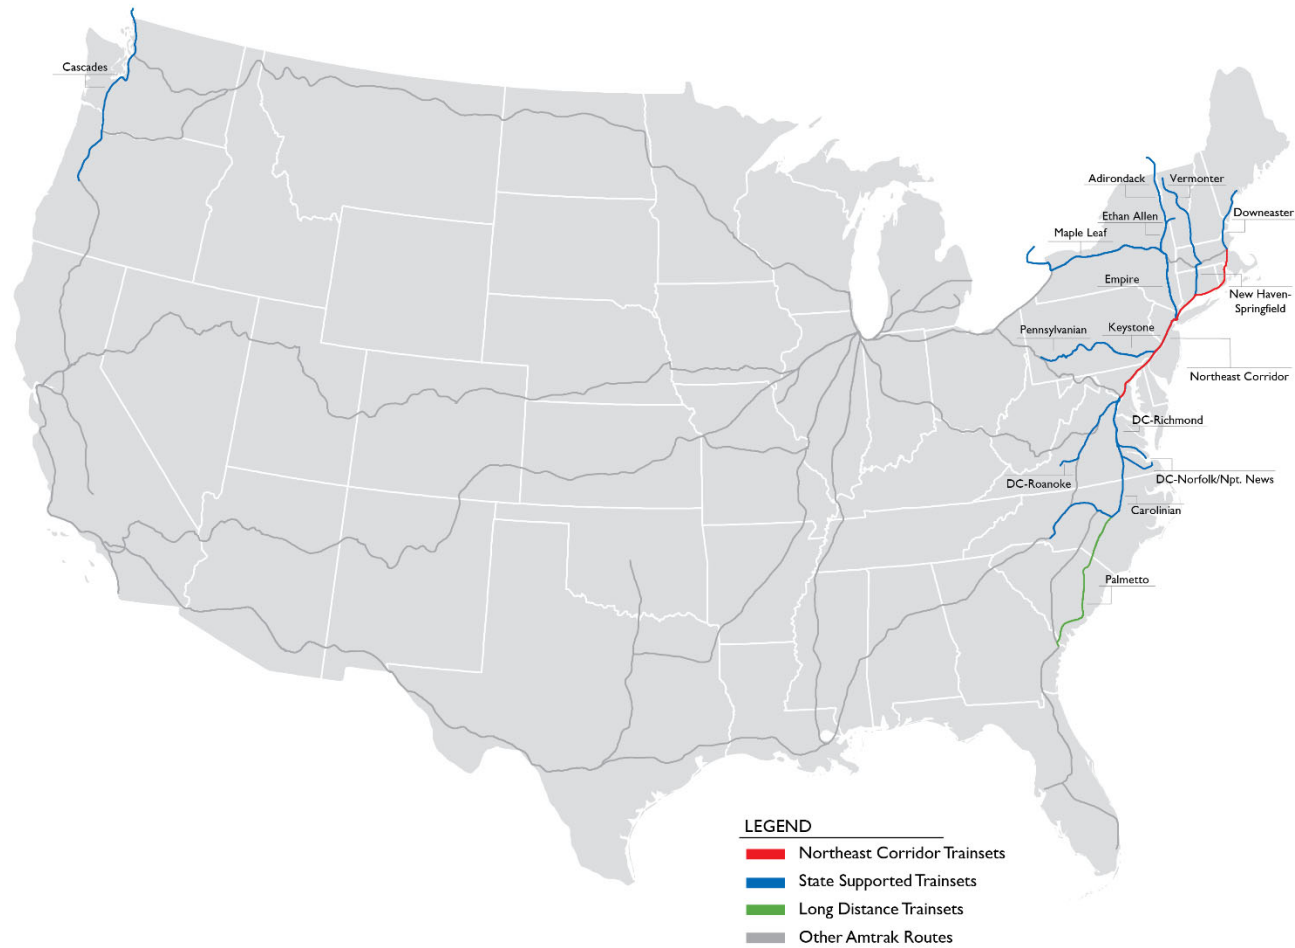 Cascades
Adirondack
Vermonter
Ethan Allen
Downeaster
Maple Leaf
Empire
New Haven-
Springfield
Pennsylvanian
Keystone
Northeast Corridor
DC-Richmond
DC-Roanoke
DC-Norfolk/Npt. News
Carolinian
Palmetto
LEGEND
Northeast Corridor Trainsets
State Supported Trainsets
Long Distance Trainsets
Other Amtrak Routes